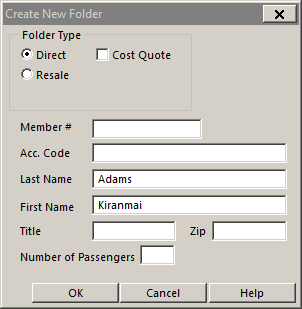 Create New Folder
Folder Type
Direct Cost Quote
Resale
Member #
Acc. Code
Last Name Adams
First Name Kiranmai
Title Zip
Number of Passengers
OK Cancel Help